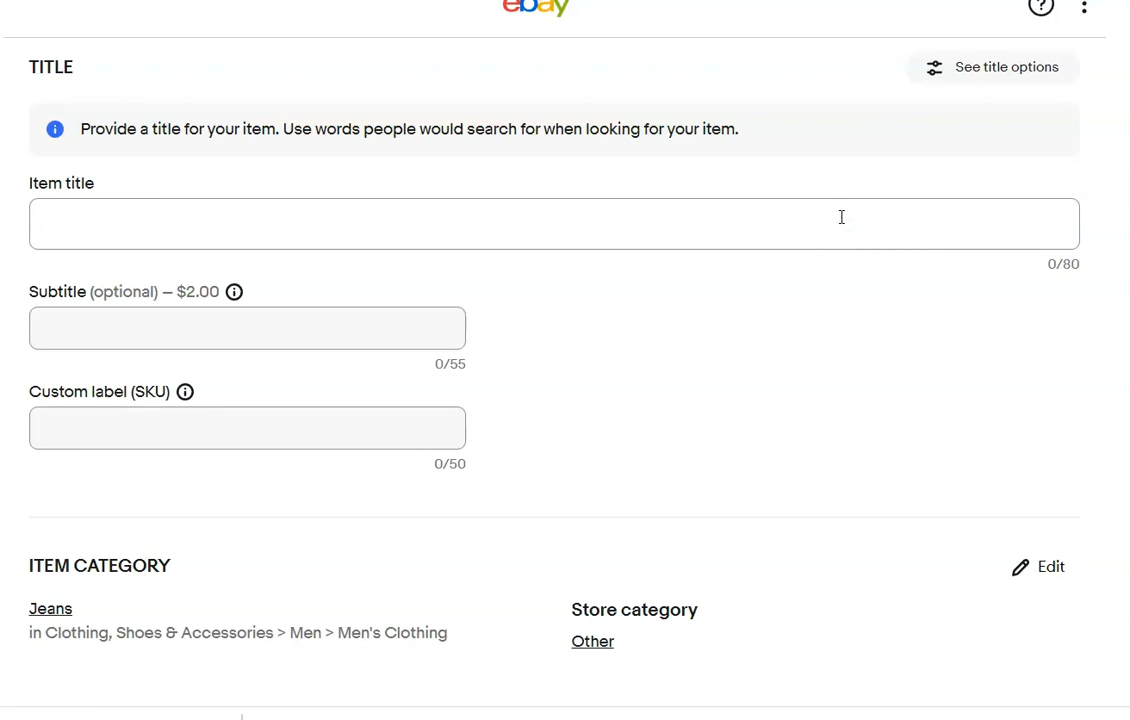 ebay
TITLE
See title options
Provide a title for your item. Use words people would search for when looking for your item.
Item title
0/80
Subtitle (optional) – $2.00
0/55
Custom label (SKU)
0/50
ITEM CATEGORY
Edit
Jeans
in Clothing, Shoes & Accessories > Men > Men's Clothing
Store category
Other